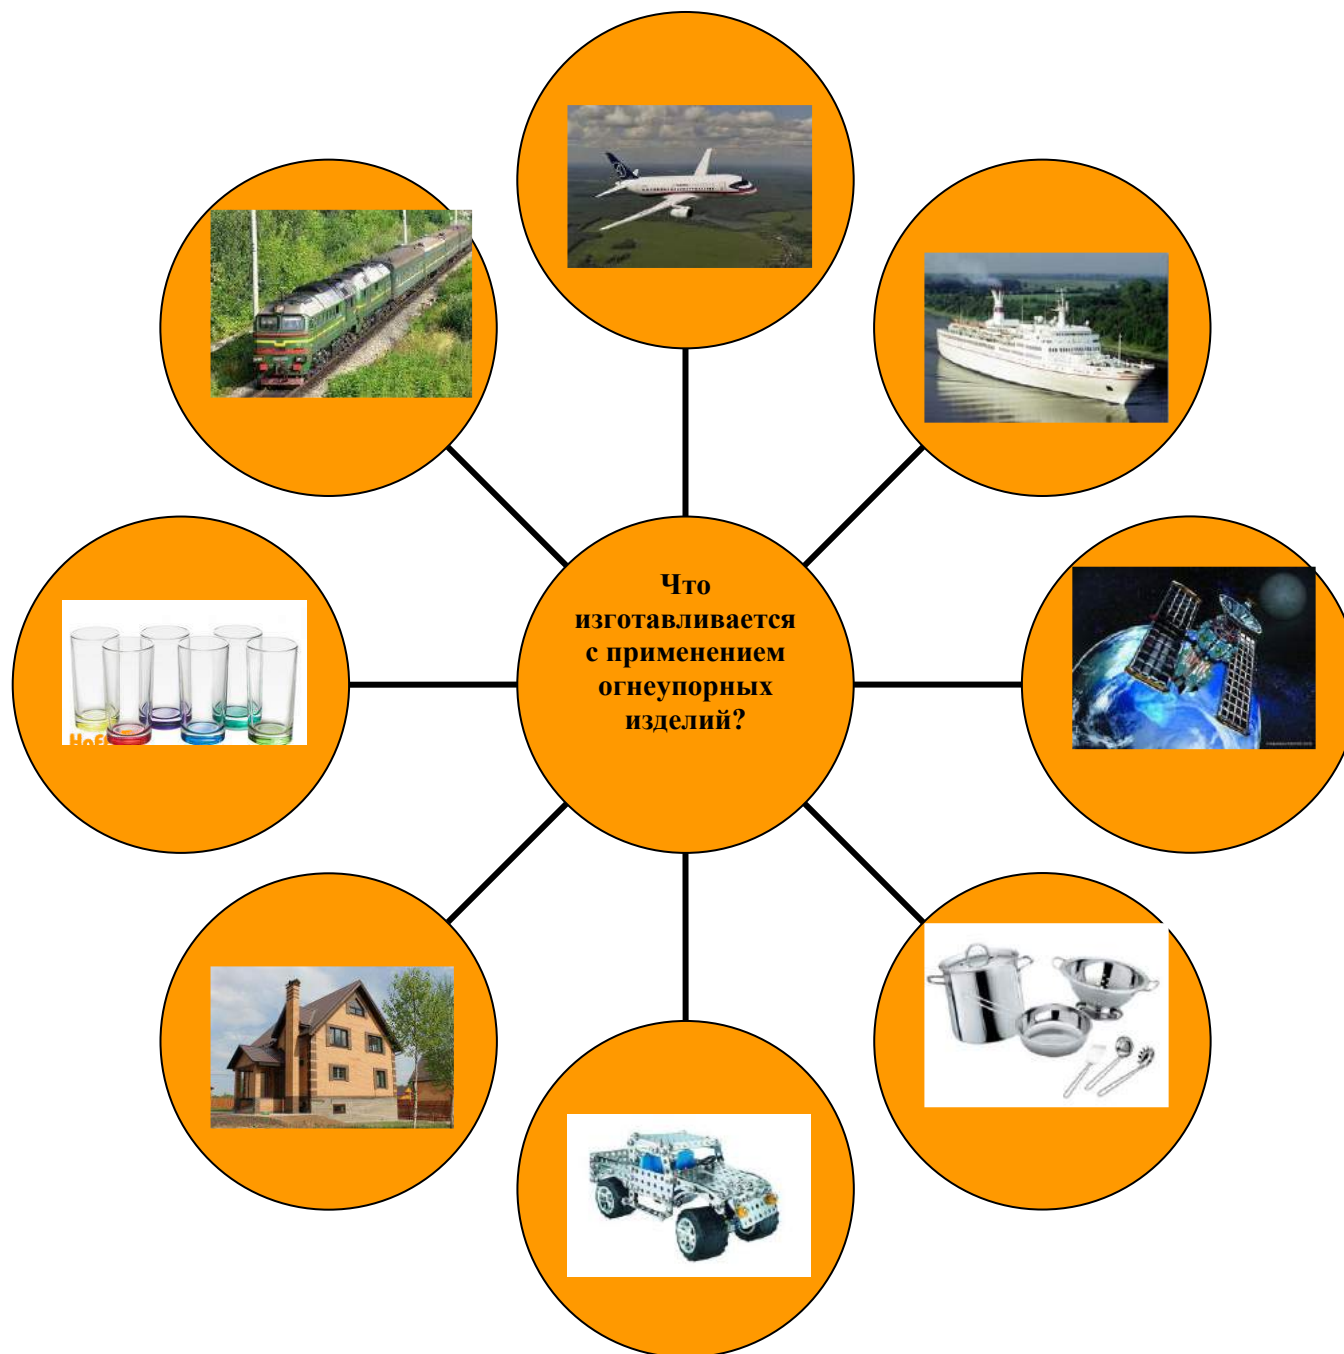 Что
изготавливается
с применением
огнеупорных
изделий?